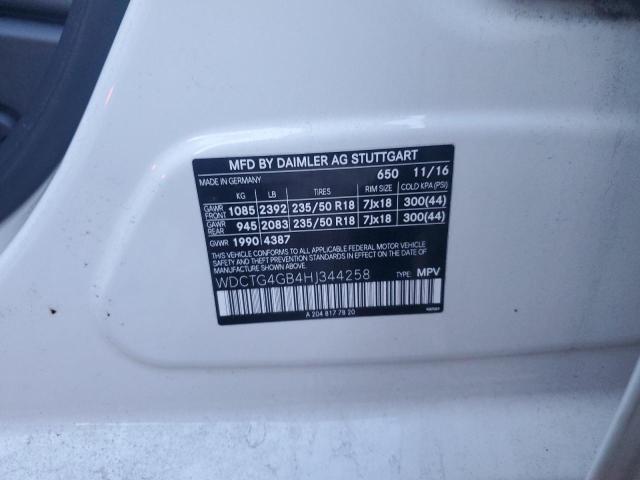 MFD BY DAIMLER AG STUTTGART
MADE IN GERMANY 650 11/16
KG LB TIRES RIM SIZE COLD KPA (PSI)
GAWR FRONT 1085 2392 235/50 R18 7Jx18 300(44)
GAWR REAR 945 2083 235/50 R18 7Jx18 300(44)
GVWR 1990 4387
THIS VEHICLE CONFORMS TO ALL APPLICABLE FEDERAL MOTOR VEHICLE
SAFETY, BUMPER, AND THEFT PREVENTION STANDARDS IN EFFECT ON THE DATE OF
MANUFACTURE SHOWN ABOVE.
WDCTG4GB4HJ344258 TYPE: MPV
A 204 817 78 20